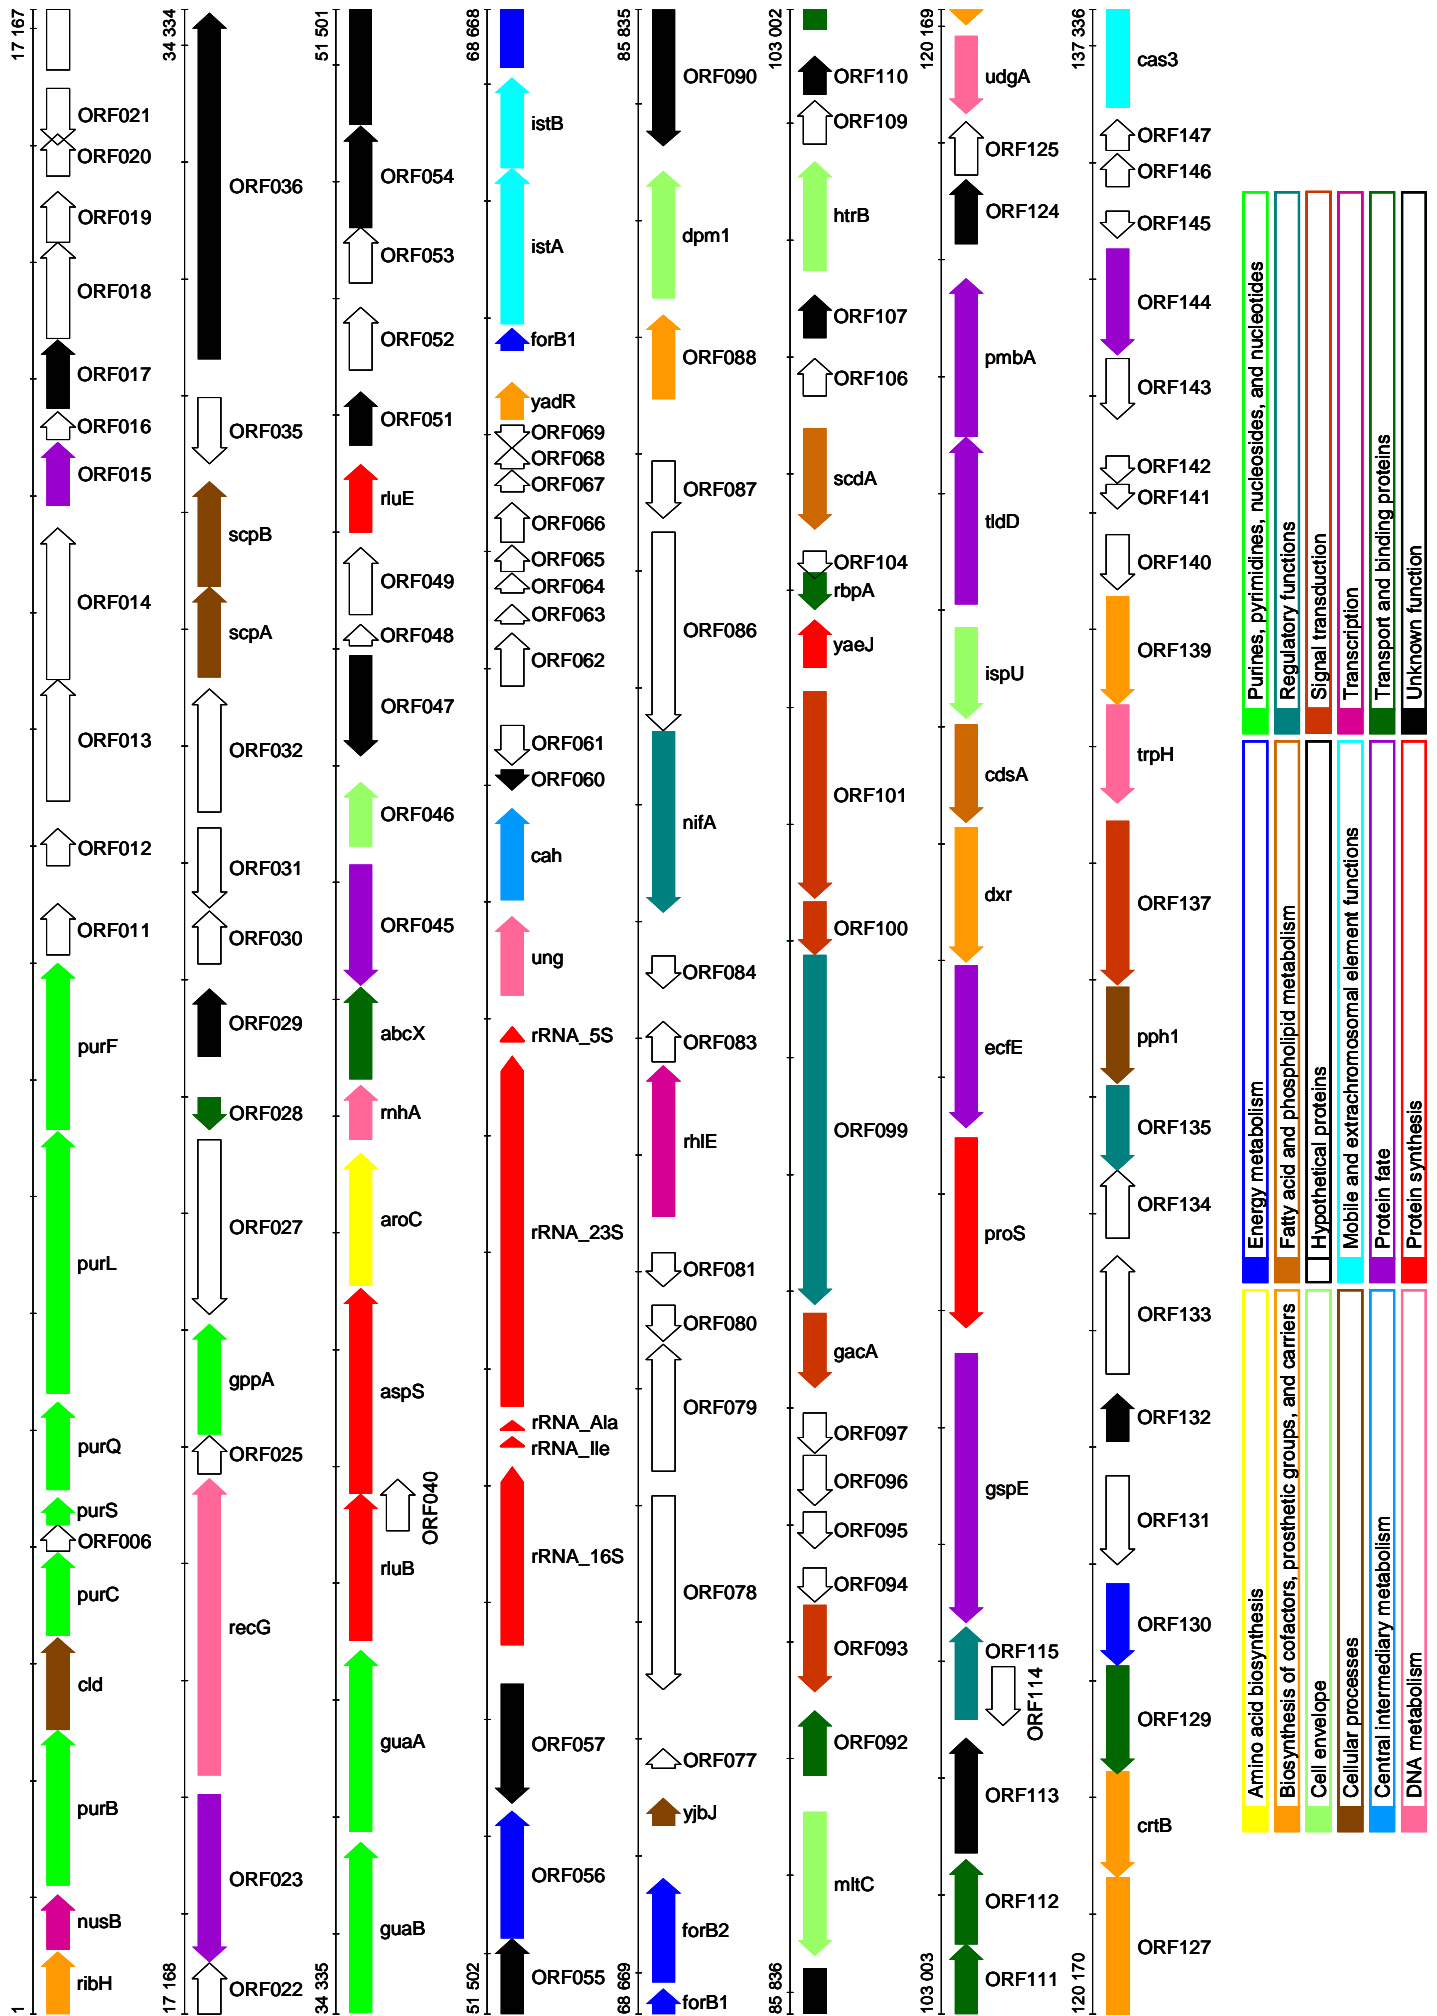 17 167
ORF021
ORF020
ORF019
ORF018
ORF017
ORF016
ORF015
ORF014
ORF013
ORF012
ORF011
purF
purL
purQ
purS
ORF006
purC
cld
purB
nusB
ribH
1
34 334
ORF036
ORF035
scpB
scpA
ORF032
ORF031
ORF030
ORF029
ORF028
ORF027
gppA
ORF025
recG
ORF023
ORF022
17 168
51 501
ORF054
ORF053
ORF052
ORF051
rluE
ORF049
ORF048
ORF047
ORF046
ORF045
abcX
rnhA
aroC
aspS
ORF040
rluB
guaA
guaB
34 335
68 668
istB
istA
forB1
yadR
ORF069
ORF068
ORF067
ORF066
ORF065
ORF064
ORF063
ORF062
ORF061
ORF060
cah
ung
rRNA_5S
rRNA_23S
rRNA_Ala
rRNA_Ile
rRNA_16S
ORF057
ORF056
ORF055
51 502
85 835
ORF090
dpm1
ORF088
ORF087
ORF086
nifA
ORF084
ORF083
rhlE
ORF081
ORF080
ORF079
ORF078
ORF077
yjbJ
forB2
forB1
68 669
103 002
ORF110
ORF109
htrB
ORF107
ORF106
scdA
ORF104
rbpA
yaeJ
ORF101
ORF100
ORF099
gacA
ORF097
ORF096
ORF095
ORF094
ORF093
ORF092
mltC
85 836
120 169
udgA
ORF125
ORF124
pmbA
tldD
ispU
cdsA
dxr
ecfE
proS
gspE
ORF115
ORF114
ORF113
ORF112
ORF111
103 003
137 336
cas3
ORF147
ORF146
ORF145
ORF144
ORF143
ORF142
ORF141
ORF140
ORF139
trpH
ORF137
pph1
ORF135
ORF134
ORF133
ORF132
ORF131
ORF130
ORF129
crtB
ORF127
120 170
Amino acid biosynthesis
Biosynthesis of cofactors, prosthetic groups, and carriers
Cell envelope
Cellular processes
Central intermediary metabolism
DNA metabolism
Energy metabolism
Fatty acid and phospholipid metabolism
Hypothetical proteins
Mobile and extrachromosomal element functions
Protein fate
Protein synthesis
Purines, pyrimidines, nucleosides, and nucleotides
Regulatory functions
Signal transduction
Transcription
Transport and binding proteins
Unknown function